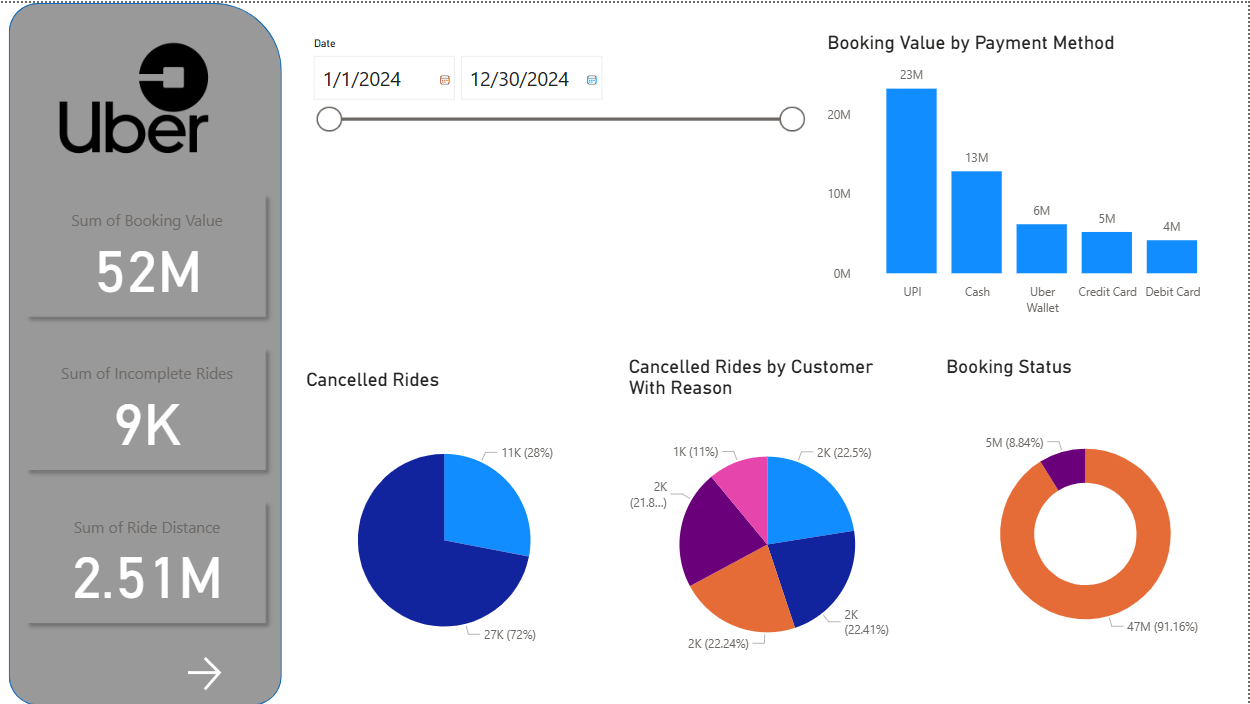 Uber
Sum of Booking Value
52M
Sum of Incomplete Rides
9K
Sum of Ride Distance
2.51M
Date
1/1/2024
12/30/2024
Booking Value by Payment Method
20M
10M
0M
23M
13M
6M
5M
4M
UPI
Cash
Uber
Wallet
Credit Card
Debit Card
Cancelled Rides
11K (28%)
27K (72%)
Cancelled Rides by Customer
With Reason
1K (11%)
2K (22.5%)
2K
(21.8...)
2K
(22.41%)
2K (22.24%)
Booking Status
5M (8.84%)
47M (91.16%)